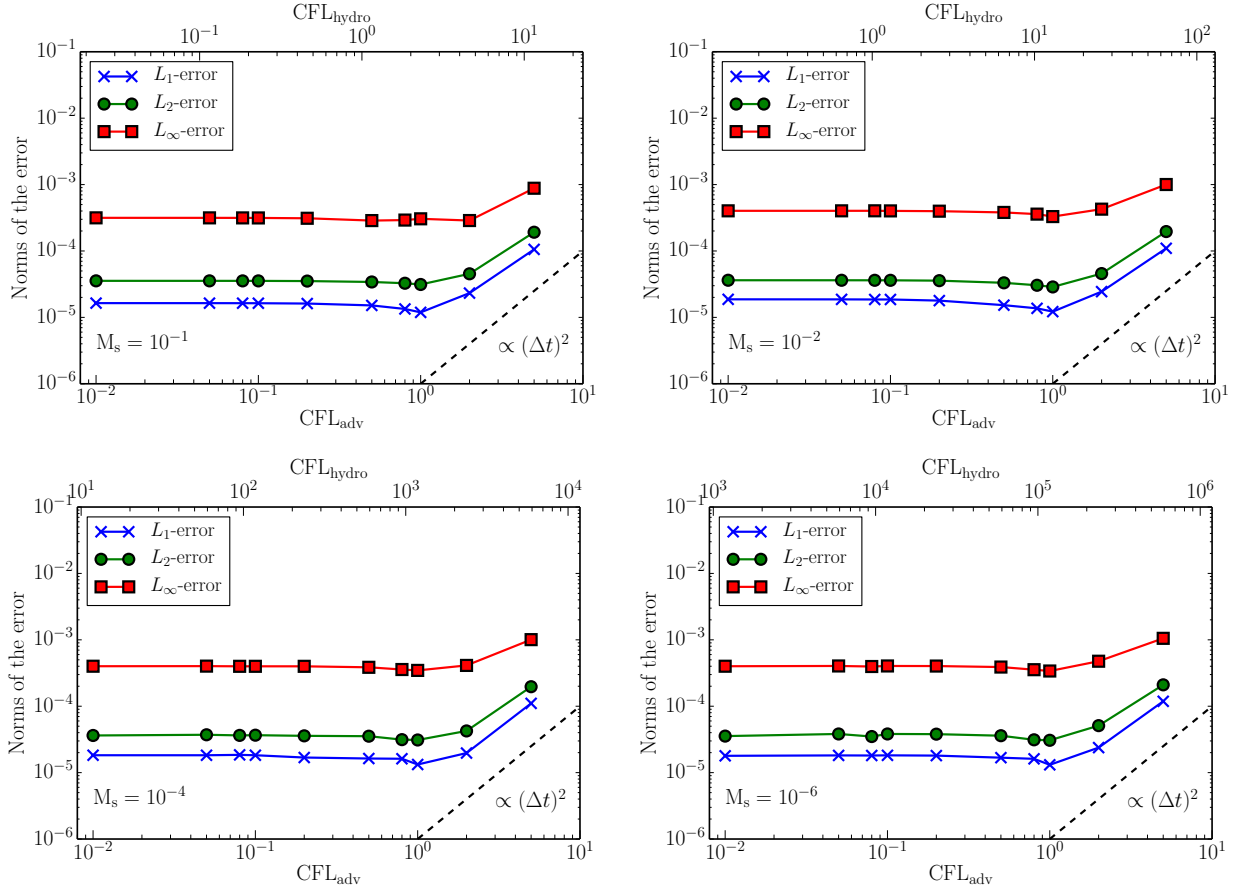 CFL_hydro
10^-1 10^0 10^1
10^-1
10^-2
10^-3
10^-4
10^-5
10^-6
Norms of the error
L_1-error
L_2-error
L_∞-error
M_s = 10^-1
∝ (Δt)^2
10^-2 10^-1 10^0 10^1
CFL_adv
CFL_hydro
10^0 10^1 10^2
10^-1
10^-2
10^-3
10^-4
10^-5
10^-6
Norms of the error
L_1-error
L_2-error
L_∞-error
M_s = 10^-2
∝ (Δt)^2
10^-2 10^-1 10^0 10^1
CFL_adv
CFL_hydro
10^1 10^2 10^3 10^4
10^-1
10^-2
10^-3
10^-4
10^-5
10^-6
Norms of the error
L_1-error
L_2-error
L_∞-error
M_s = 10^-4
∝ (Δt)^2
10^-2 10^-1 10^0 10^1
CFL_adv
CFL_hydro
10^3 10^4 10^5 10^6
10^-1
10^-2
10^-3
10^-4
10^-5
10^-6
Norms of the error
L_1-error
L_2-error
L_∞-error
M_s = 10^-6
∝ (Δt)^2
10^-2 10^-1 10^0 10^1
CFL_adv